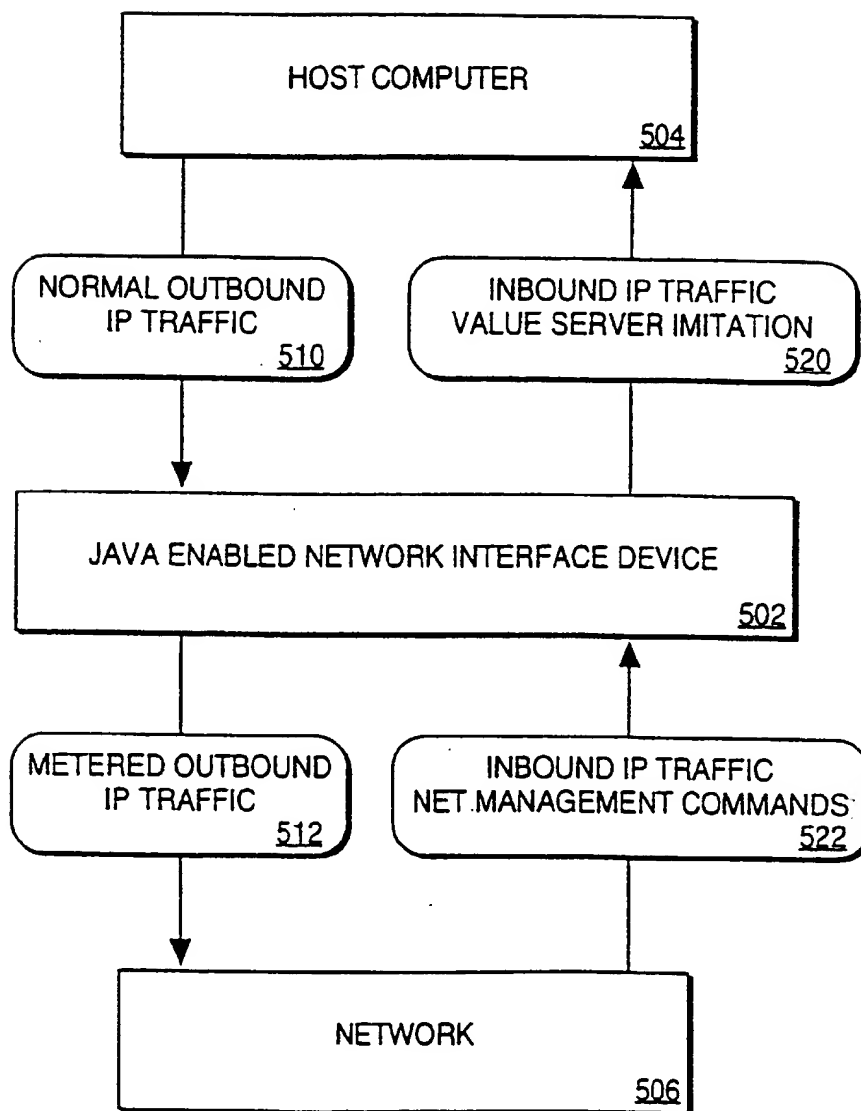 HOST COMPUTER
504
NORMAL OUTBOUND
IP TRAFFIC
510
INBOUND IP TRAFFIC
VALUE SERVER IMITATION
520
JAVA ENABLED NETWORK INTERFACE DEVICE
502
METERED OUTBOUND
IP TRAFFIC
512
INBOUND IP TRAFFIC
NET.MANAGEMENT COMMANDS
522
NETWORK
506